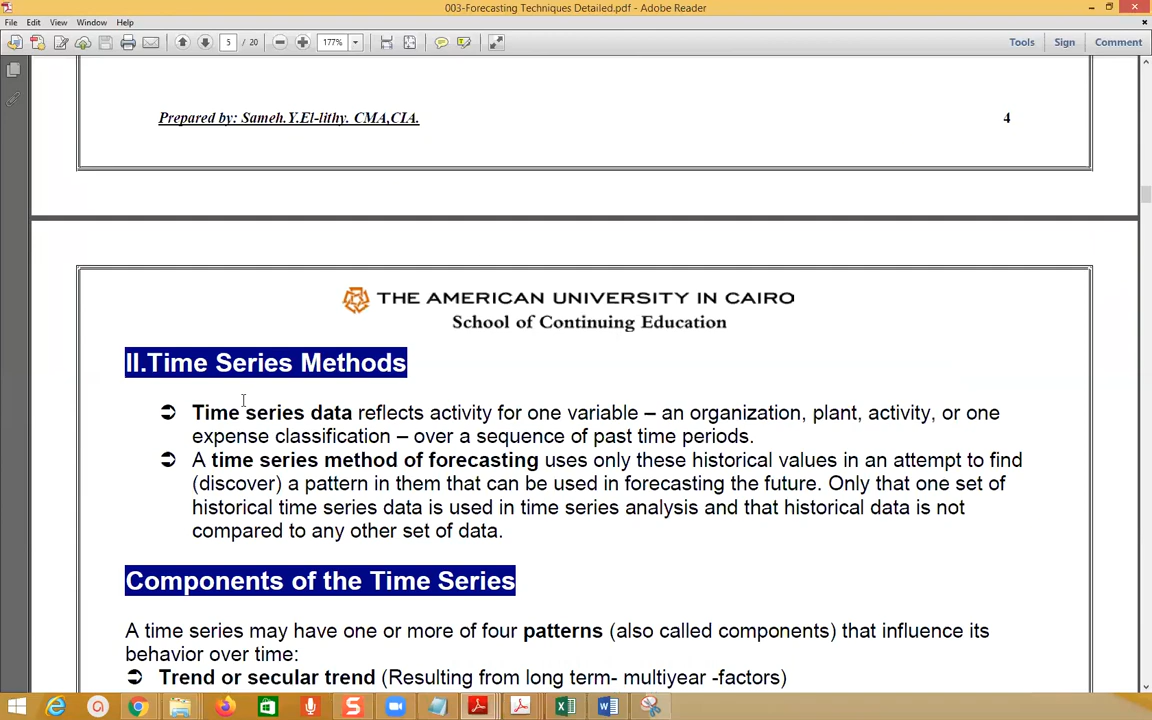 003-Forecasting Techniques Detailed.pdf - Adobe Reader
File Edit View Window Help
5 / 20 177% Tools Sign Comment
Prepared by: Sameh.Y.El-lithy. CMA,CIA. 4
THE AMERICAN UNIVERSITY IN CAIRO
School of Continuing Education
II.Time Series Methods
Time series data reflects activity for one variable – an organization, plant, activity, or one
expense classification – over a sequence of past time periods.
A time series method of forecasting uses only these historical values in an attempt to find
(discover) a pattern in them that can be used in forecasting the future. Only that one set of
historical time series data is used in time series analysis and that historical data is not
compared to any other set of data.
Components of the Time Series
A time series may have one or more of four patterns (also called components) that influence its
behavior over time:
Trend or secular trend (Resulting from long term- multiyear -factors)